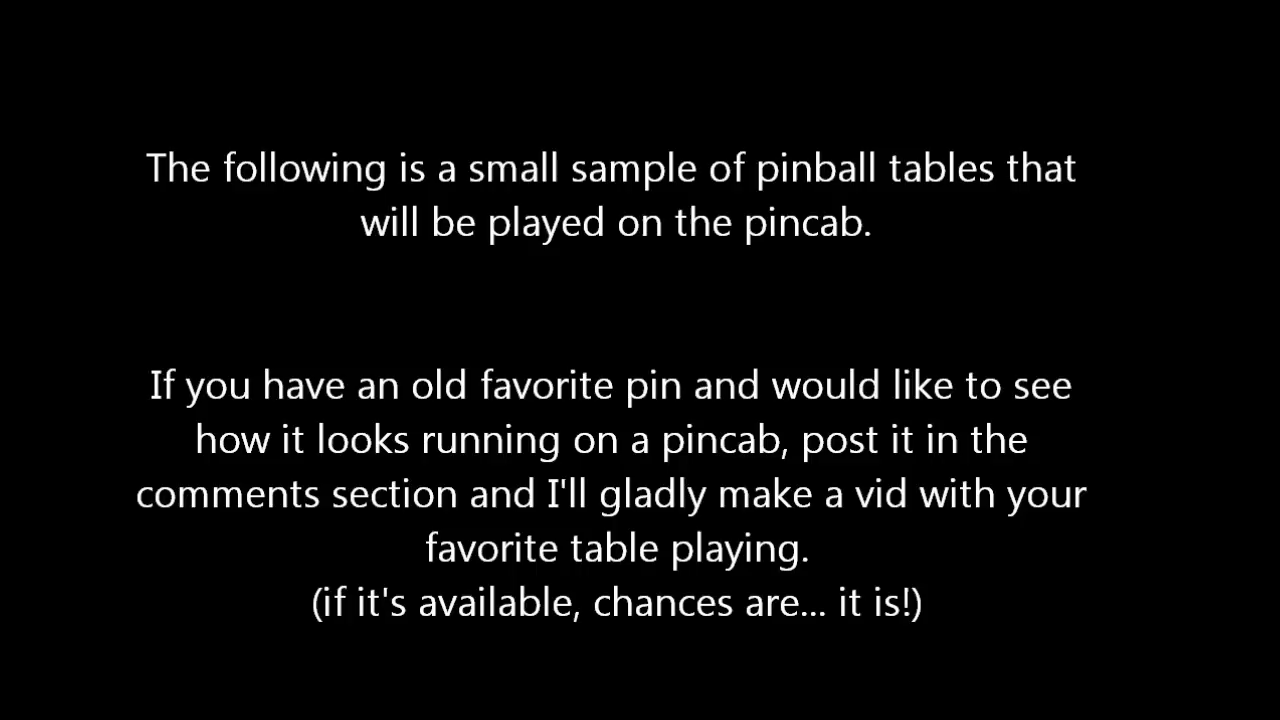 The following is a small sample of pinball tables that
will be played on the pincab.
If you have an old favorite pin and would like to see
how it looks running on a pincab, post it in the
comments section and I'll gladly make a vid with your
favorite table playing.
(if it's available, chances are... it is!)